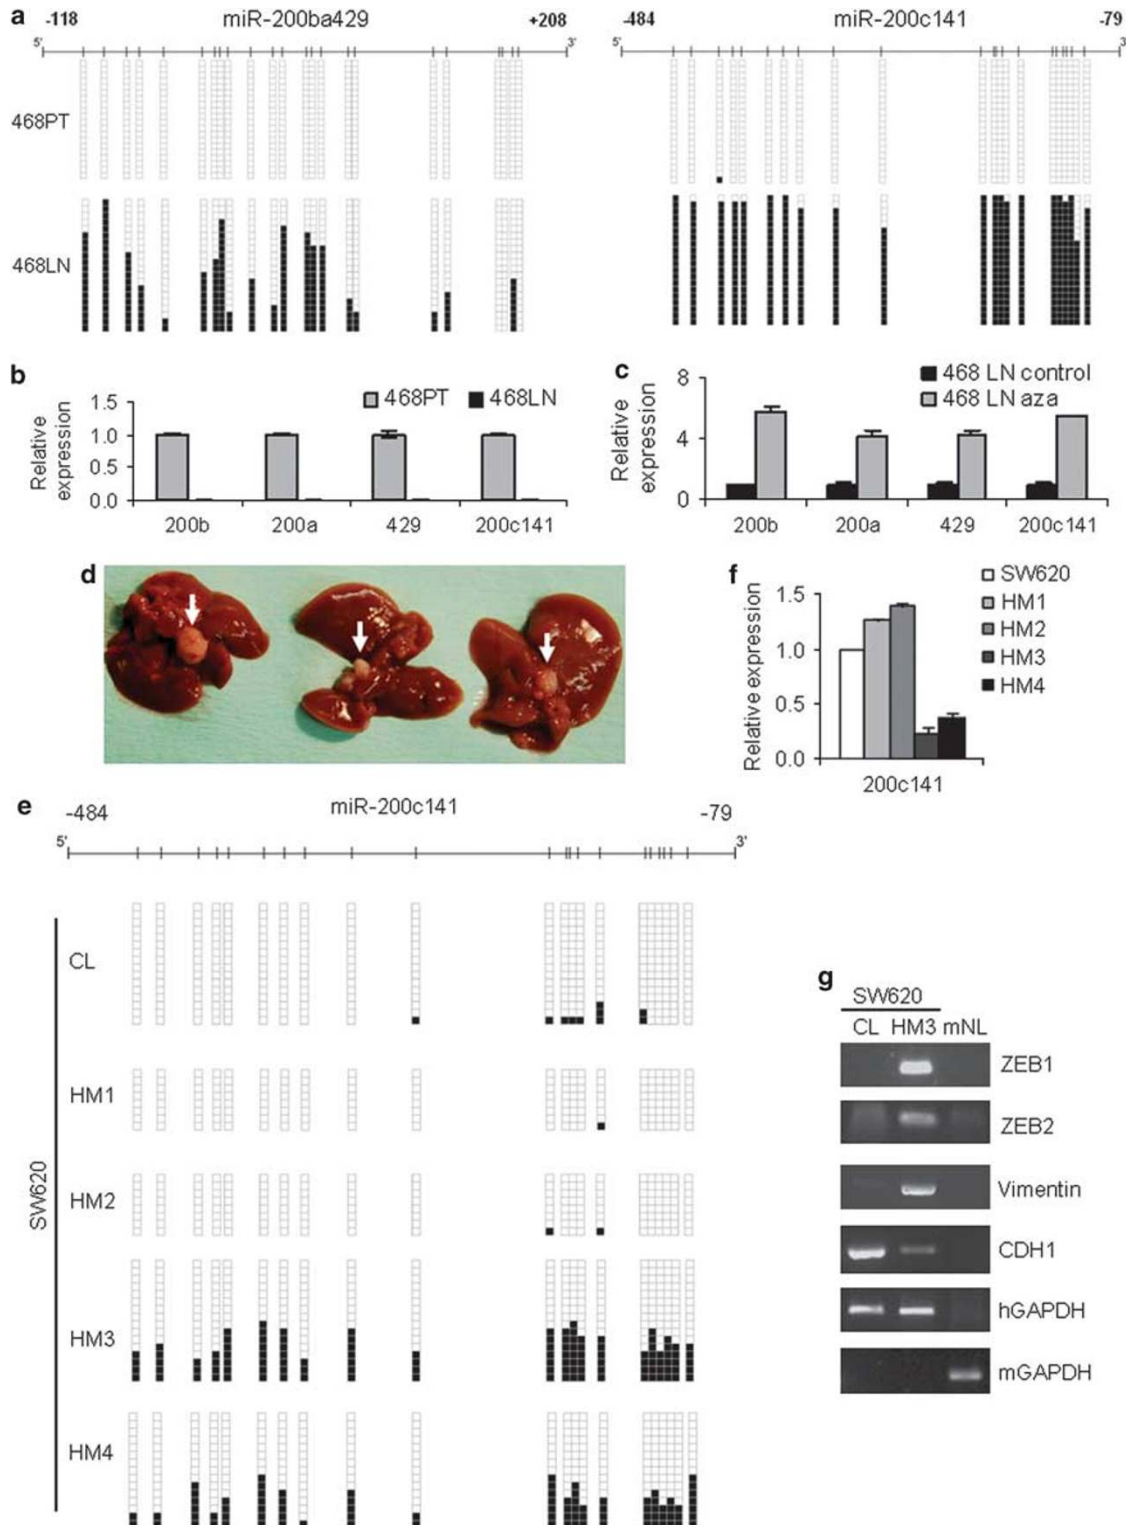 a
-118 miR-200ba429 +208
5' 3'
468PT
468LN
-484 miR-200c141 -79
5' 3'
b
468PT 468LN
Relative expression
1.5
1.0
0.5
0.0
200b 200a 429 200c141
c
468 LN control
468 LN aza
Relative expression
8
4
0
200b 200a 429 200c141
d
f
SW620
HM1
HM2
HM3
HM4
Relative expression
1.5
1.0
0.5
0.0
200c141
e
-484 miR-200c141 -79
5' 3'
SW620
CL
HM1
HM2
HM3
HM4
g
SW620
CL HM3 mNL
ZEB1
ZEB2
Vimentin
CDH1
hGAPDH
mGAPDH